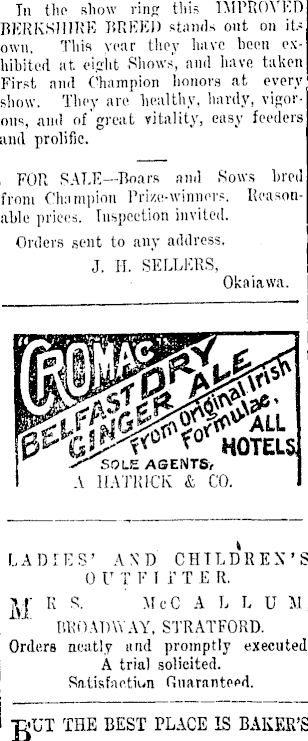 In the show ring this IMPROVED
BERKSHIRE BREED stands out on its
own. This year they have been ex-
hibited at eight Shows, and have taken
First and Champion honors at every
show. They are healthy, hardy, vigor-
ous, and of great vitality, easy feeders
and prolific.
FOR SALE—Boars and Sows bred
from Champion Prize-winners. Reason-
able prices. Inspection invited.
Orders sent to any address.
J. H. SELLERS,
Okaiawa.
"CROMAC"
BELFAST DRY
GINGER ALE
From Original Irish
Formulae,
ALL
HOTELS
SOLE AGENTS,
A HATRICK & CO.
LADIES' AND CHILDREN'S
OUTFITTER.
MRS. McCALLUM
BROADWAY, STRATFORD.
Orders neatly and promptly executed
A trial solicited.
Satisfaction Guaranteed.
BUT THE BEST PLACE IS BAKER'S